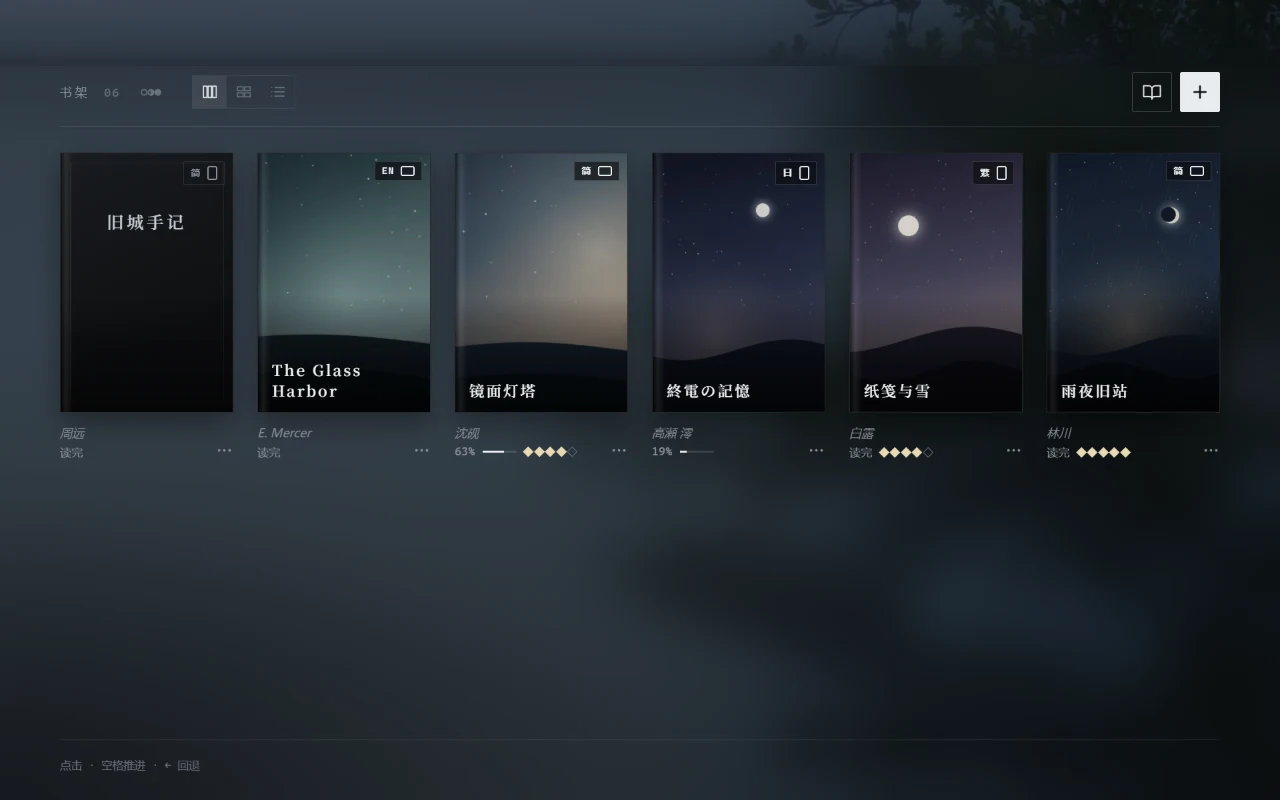 书架 06
简
旧城手记
周远
读完
EN
The Glass
Harbor
E. Mercer
读完
简
镜面灯塔
沈砚
63%
日
終電の記憶
高瀬 澪
19%
繁
纸笺与雪
白露
读完
简
雨夜旧站
林川
读完
点击 · 空格推进 · ← 回退